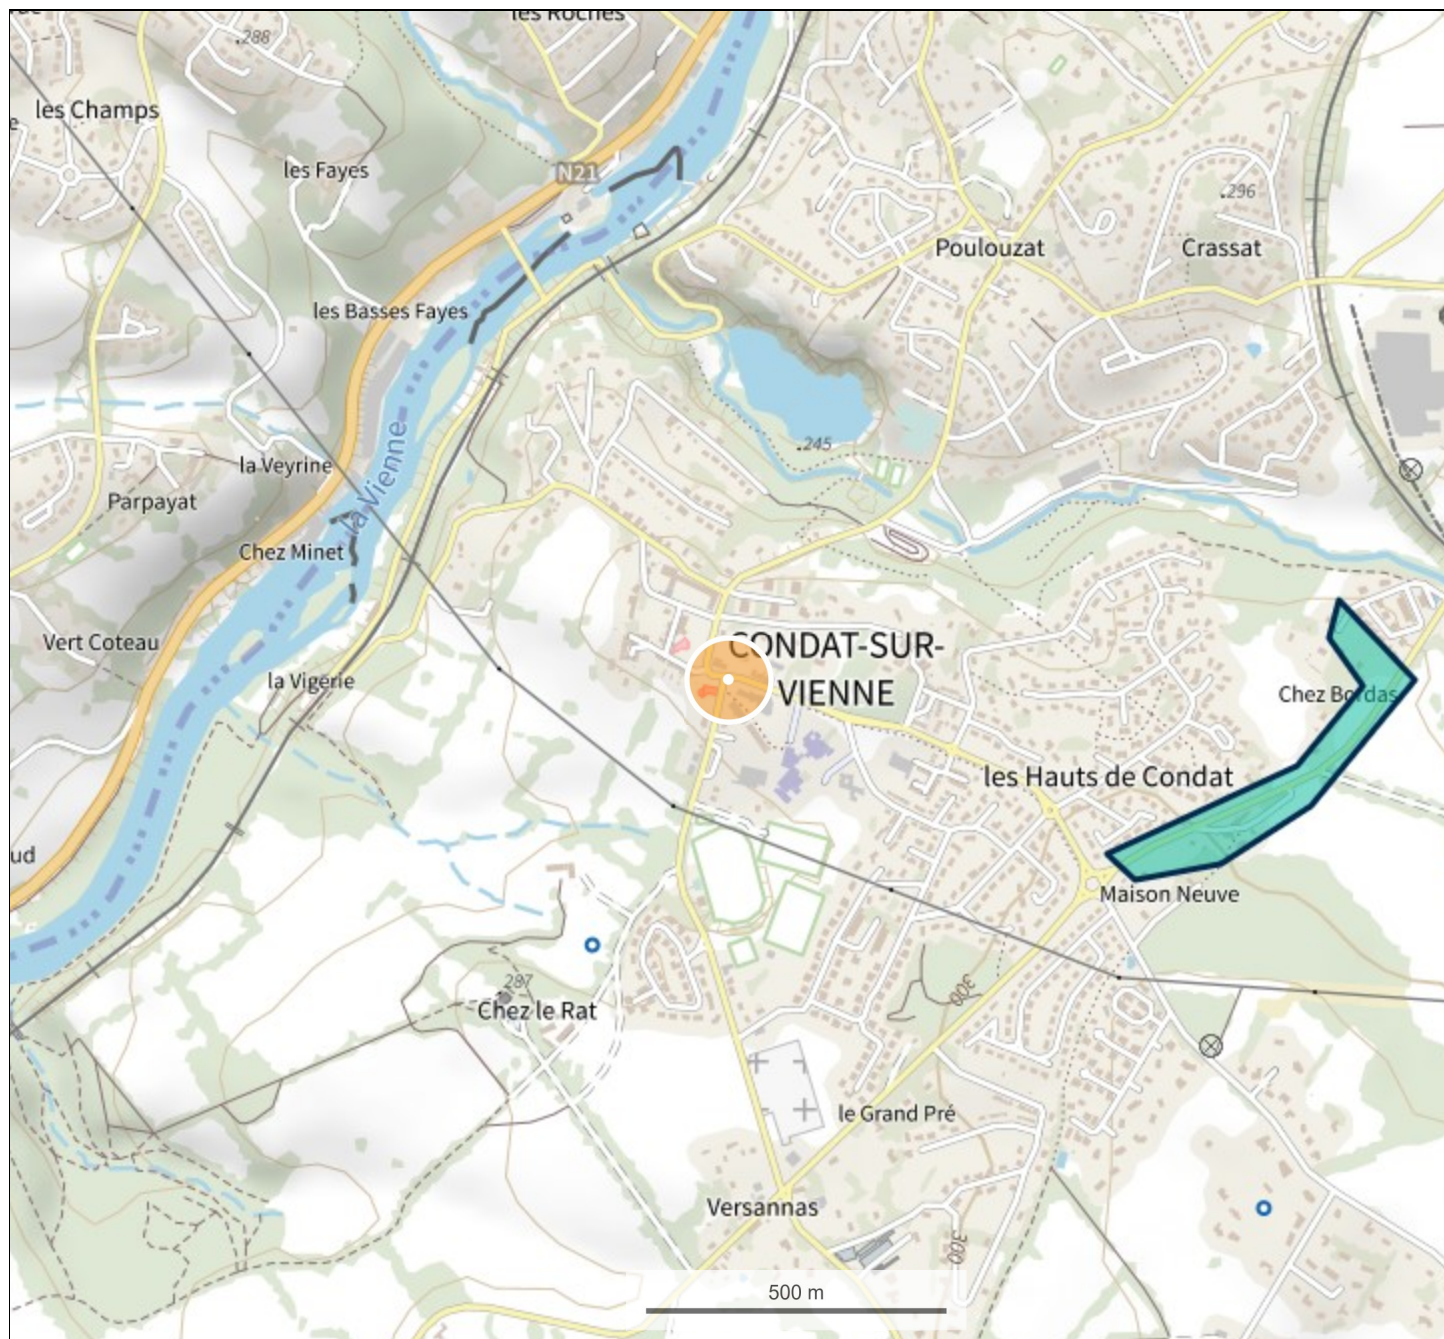 les Roches
288
les Champs
les Fayes
N21
296
Poulouzat
Crassat
les Basses Fayes
la Vienne
245
la Veyrine
Parpayat
Chez Minet
Vert Coteau
CONDAT-SUR-
VIENNE
la Vigerie
Chez Bordas
les Hauts de Condat
ud
Maison Neuve
287
300
Chez le Rat
le Grand Pré
Versannas
300
500 m